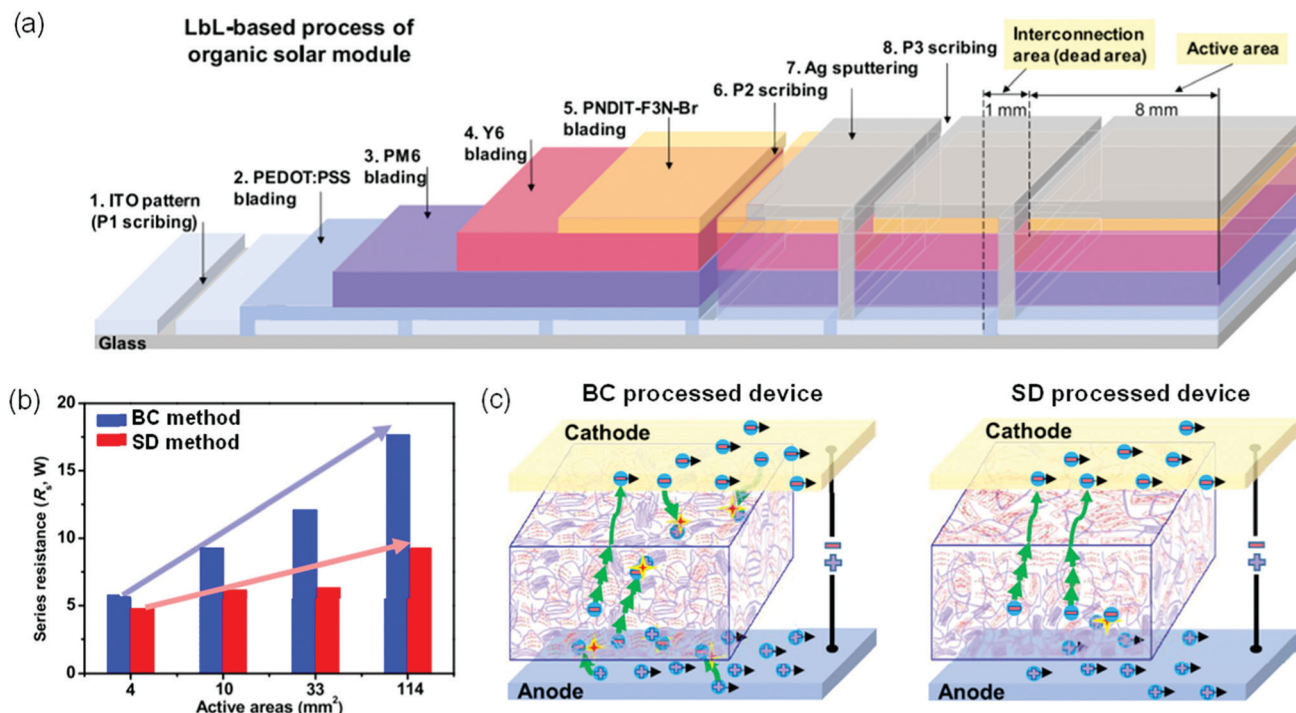 (a)
LbL-based process of
organic solar module
1. ITO pattern
(P1 scribing)
2. PEDOT:PSS
blading
3. PM6
blading
4. Y6
blading
5. PNDIT-F3N-Br
blading
6. P2 scribing
7. Ag sputtering
8. P3 scribing
Interconnection
area (dead area)
Active area
1 mm
8 mm
Glass
(b)
20
15
10
5
0
Series resistance (Rs, W)
BC method
SD method
4
10
33
114
Active areas (mm²)
(c)
BC processed device
Cathode
Anode
SD processed device
Cathode
Anode